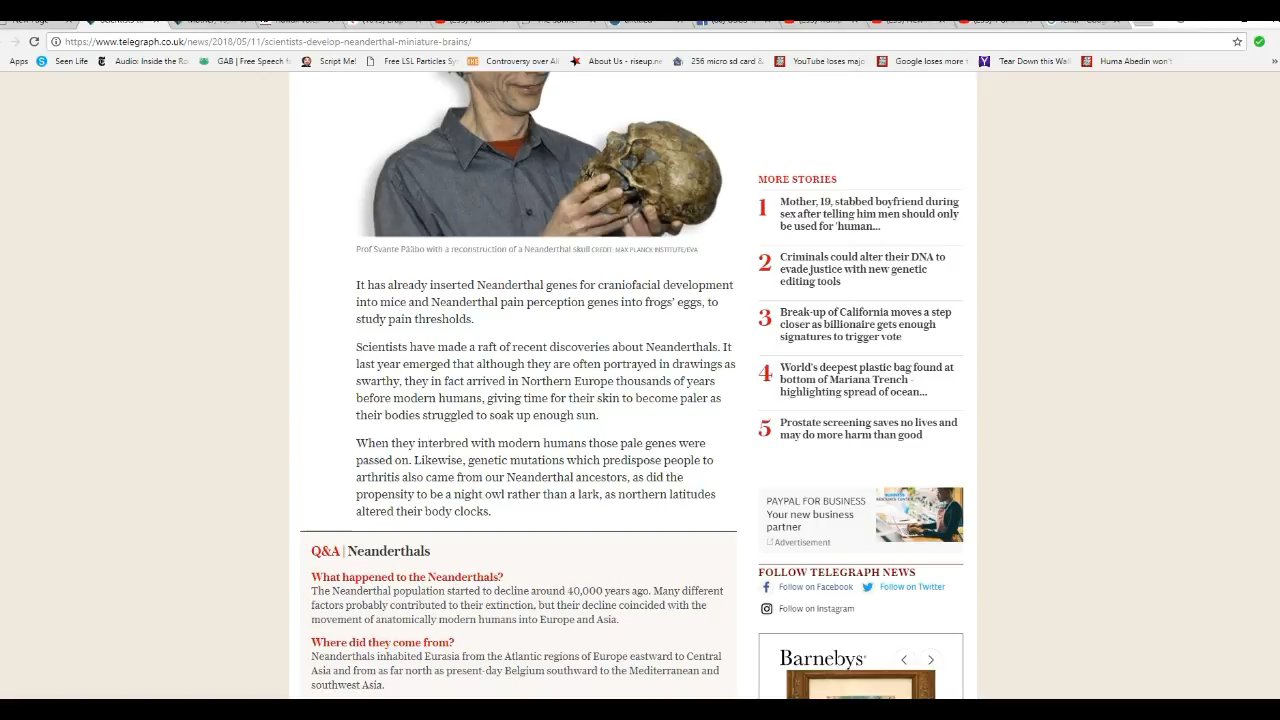 https://www.telegraph.co.uk/news/2018/05/11/scientists-develop-neanderthal-miniature-brains/
Apps Seen Life Audio: Inside the Ro GAB | Free Speech f Script Me! Free LSL Particles Sy Controversy over Ali About Us - riseup.ne 256 micro sd card & YouTube loses majo Google loses more t Tear Down this Wal Huma Abedin won't »
Prof Svante Pääbo with a reconstruction of a Neanderthal skull CREDIT: MAX PLANCK INSTITUTE/EVA
It has already inserted Neanderthal genes for craniofacial development
into mice and Neanderthal pain perception genes into frogs' eggs, to
study pain thresholds.
Scientists have made a raft of recent discoveries about Neanderthals. It
last year emerged that although they are often portrayed in drawings as
swarthy, they in fact arrived in Northern Europe thousands of years
before modern humans, giving time for their skin to become paler as
their bodies struggled to soak up enough sun.
When they interbred with modern humans those pale genes were
passed on. Likewise, genetic mutations which predispose people to
arthritis also came from our Neanderthal ancestors, as did the
propensity to be a night owl rather than a lark, as northern latitudes
altered their body clocks.
Q&A | Neanderthals
What happened to the Neanderthals?
The Neanderthal population started to decline around 40,000 years ago. Many different
factors probably contributed to their extinction, but their decline coincided with the
movement of anatomically modern humans into Europe and Asia.
Where did they come from?
Neanderthals inhabited Eurasia from the Atlantic regions of Europe eastward to Central
Asia and from as far north as present-day Belgium southward to the Mediterranean and
southwest Asia.
MORE STORIES
1 Mother, 19, stabbed boyfriend during
sex after telling him men should only
be used for 'human...
2 Criminals could alter their DNA to
evade justice with new genetic
editing tools
3 Break-up of California moves a step
closer as billionaire gets enough
signatures to trigger vote
4 World's deepest plastic bag found at
bottom of Mariana Trench -
highlighting spread of ocean...
5 Prostate screening saves no lives and
may do more harm than good
PAYPAL FOR BUSINESS
Your new business
partner
Advertisement
FOLLOW TELEGRAPH NEWS
Follow on Facebook Follow on Twitter
Follow on Instagram
Barnebys